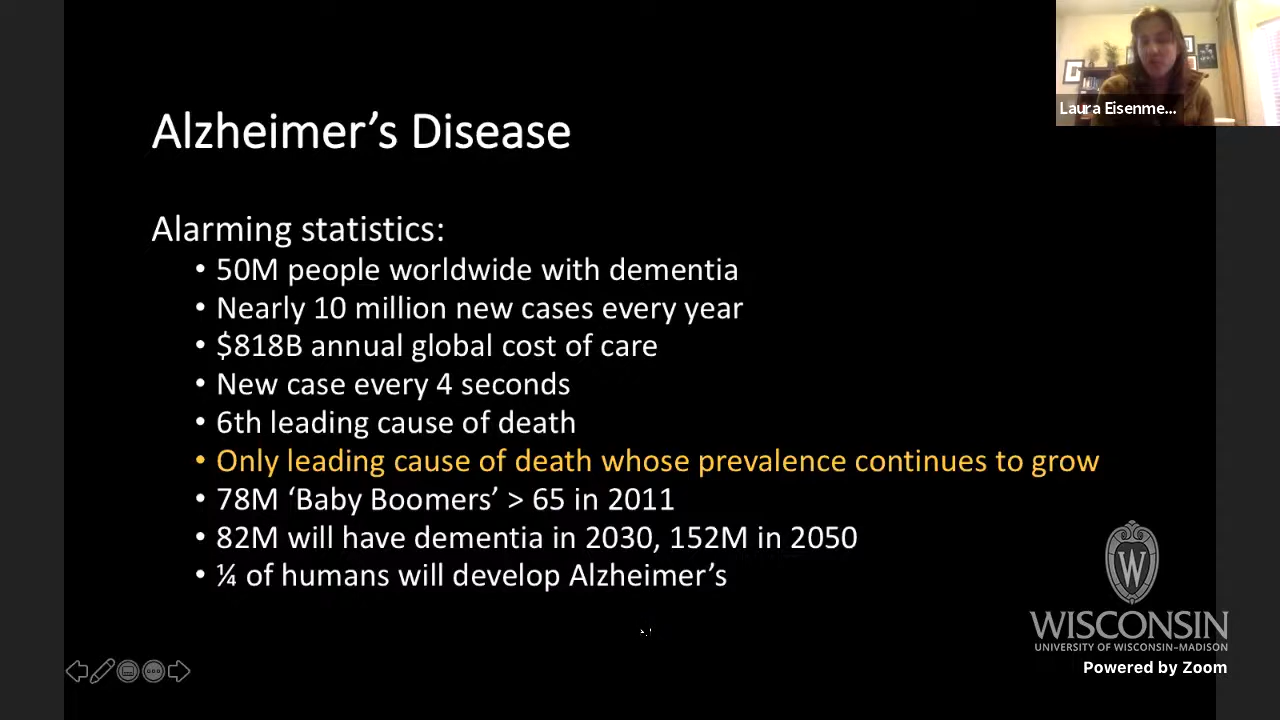 Laura Eisenme...
Alzheimer’s Disease
Alarming statistics:
• 50M people worldwide with dementia
• Nearly 10 million new cases every year
• $818B annual global cost of care
• New case every 4 seconds
• 6th leading cause of death
• Only leading cause of death whose prevalence continues to grow
• 78M ‘Baby Boomers’ > 65 in 2011
• 82M will have dementia in 2030, 152M in 2050
• ¼ of humans will develop Alzheimer’s
W
WISCONSIN
UNIVERSITY OF WISCONSIN–MADISON
Powered by Zoom